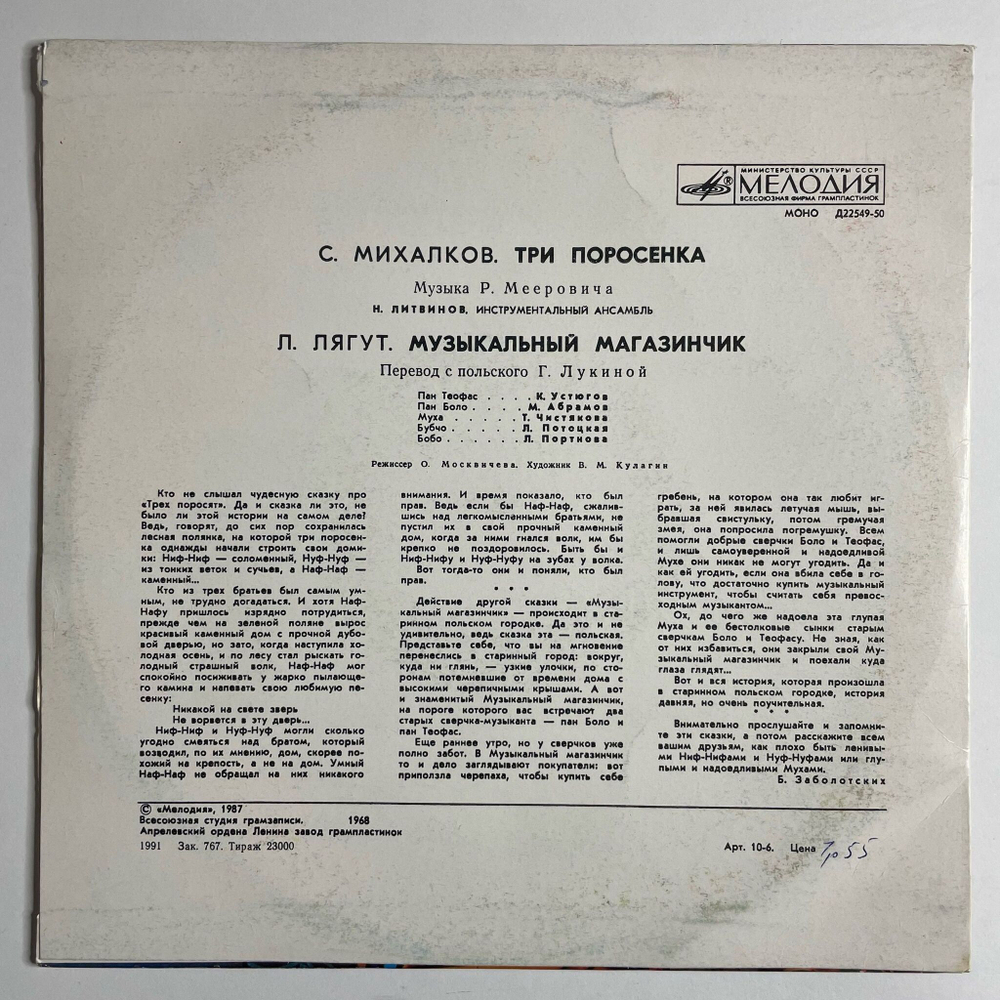 МИНИСТЕРСТВО КУЛЬТУРЫ СССР
МЕЛОДИЯ
ВСЕСОЮЗНАЯ ФИРМА ГРАМПЛАСТИНОК
МОНО Д22549-50
С. МИХАЛКОВ. ТРИ ПОРОСЕНКА
Музыка Р. Мееровича
Н. ЛИТВИНОВ, ИНСТРУМЕНТАЛЬНЫЙ АНСАМБЛЬ
Л. ЛЯГУТ. МУЗЫКАЛЬНЫЙ МАГАЗИНЧИК
Перевод с польского Г. Лукиной
Пан Теофас . . . . К. Устюгов
Пан Боло . . . . М. Абрамов
Муха . . . . . Т. Чистякова
Бубчо . . . . . Л. Потоцкая
Бобо . . . . . . Л. Портнова
Режиссер О. Москвичева. Художник В. М. Кулагин
Кто не слышал чудесную сказку про
«Трех поросят». Да и сказка ли это, не
было ли этой истории на самом деле?
Ведь, говорят, до сих пор сохранилась
лесная полянка, на которой три поросен-
ка однажды начали строить свои доми-
ки: Ниф-Ниф — соломенный, Нуф-Нуф —
из тонких веток и сучьев, а Наф-Наф —
каменный...
Кто из трех братьев был самым ум-
ным, не трудно догадаться. И хотя Наф-
Нафу пришлось изрядно потрудиться,
прежде чем на зеленой поляне вырос
красивый каменный дом с прочной дубо-
вой дверью, но зато, когда наступила хо-
лодная осень, и по лесу стал рыскать го-
лодный страшный волк, Наф-Наф мог
спокойно посиживать у жарко пылающе-
го камина и напевать свою любимую пе-
сенку:
Никакой на свете зверь
Не ворвется в эту дверь...
Ниф-Ниф и Нуф-Нуф могли сколько
угодно смеяться над братом, который
возводил, по их мнению, дом, скорее по-
хожий на крепость, а не на дом. Умный
Наф-Наф не обращал на них никакого
внимания. И время показало, кто был
прав. Ведь если бы Наф-Наф, сжалив-
шись над легкомысленными братьями, не
пустил их в свой прочный каменный
дом, когда за ними гнался волк, им бы
крепко не поздоровилось. Быть бы и
Ниф-Нифу и Нуф-Нуфу на зубах у волка.
Вот тогда-то они и поняли, кто был
прав.
* * *
Действие другой сказки — «Музы-
кальный магазинчик» — происходит в ста-
ринном польском городке. Да это и не
удивительно, ведь сказка эта — польская.
Представьте себе, что вы на мгновение
перенеслись в старинный город: вокруг,
куда ни глянь, — узкие улочки, по сто-
ронам потемневшие от времени дома с
высокими черепичными крышами. А вот
и знаменитый Музыкальный магазинчик,
на пороге которого вас встречают два
старых сверчка-музыканта — пан Боло и
пан Теофас.
Еще раннее утро, но у сверчков уже
полно забот. В Музыкальный магазинчик
то и дело заглядывают покупатели: вот
приползла черепаха, чтобы купить себе
гребень, на котором она так любит иг-
рать, за ней явилась летучая мышь, вы-
бравшая свистульку, потом гремучая
змея, она попросила погремушку. Всем
помогли добрые сверчки Боло и Теофас,
и лишь самоуверенной и надоедливой
Мухе они никак не могут угодить. Да и
как ей угодить, если она вбила себе в го-
лову, что достаточно купить музыкальный
инструмент, чтобы считать себя превос-
ходным музыкантом...
Ох, до чего же надоела эта глупая
Муха и ее бестолковые сынки старым
сверчкам Боло и Теофасу. Не зная, как
от них избавиться, они закрыли свой Му-
зыкальный магазинчик и поехали куда
глаза глядят...
Вот и вся история, которая произошла
в старинном польском городке, история
давняя, но очень поучительная.
* * *
Внимательно прослушайте и запомни-
те эти сказки, а потом расскажите всем
вашим друзьям, как плохо быть ленивы-
ми Ниф-Нифами и Нуф-Нуфами или глу-
пыми и надоедливыми Мухами.
Б. Заболотских
© «Мелодия», 1987
Всесоюзная студия грамзаписи. 1968
Апрелевский ордена Ленина завод грампластинок
1991 Зак. 767. Тираж 23000
Арт. 10-6. Цена 1,0 55